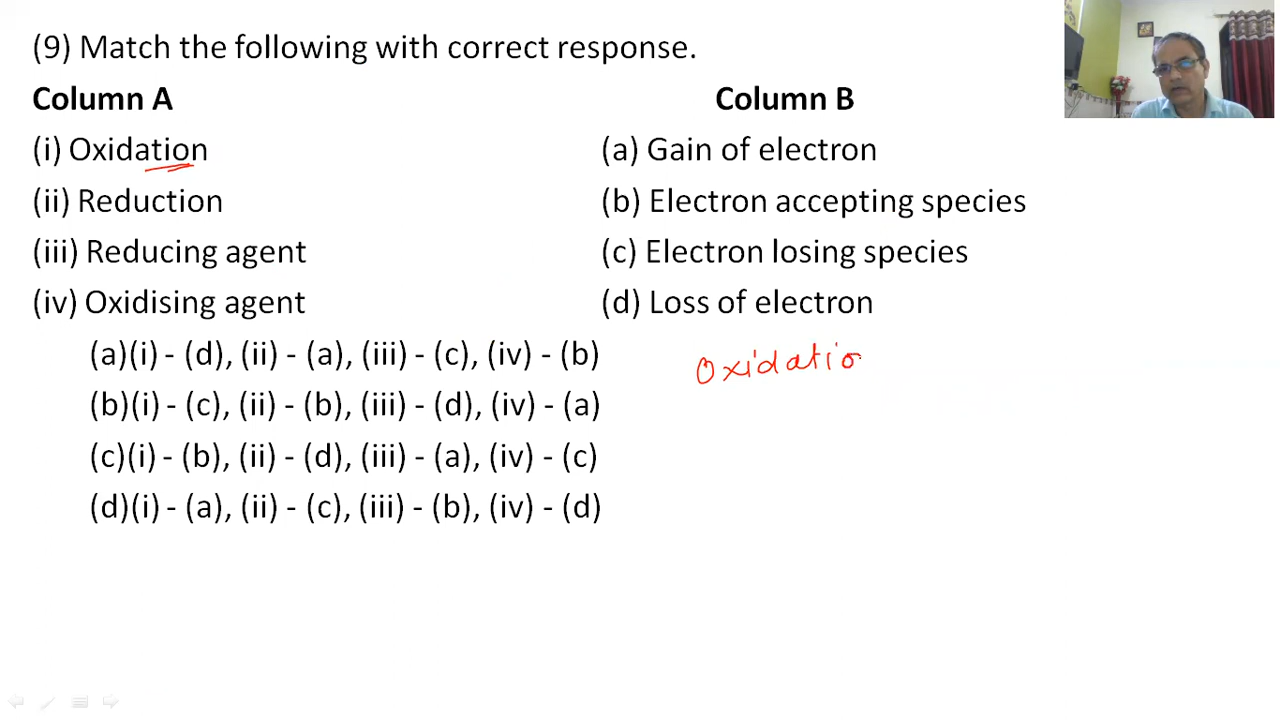 (9) Match the following with correct response.
Column A Column B
(i) Oxidation (a) Gain of electron
(ii) Reduction (b) Electron accepting species
(iii) Reducing agent (c) Electron losing species
(iv) Oxidising agent (d) Loss of electron
(a)(i) - (d), (ii) - (a), (iii) - (c), (iv) - (b) Oxidatio
(b)(i) - (c), (ii) - (b), (iii) - (d), (iv) - (a)
(c)(i) - (b), (ii) - (d), (iii) - (a), (iv) - (c)
(d)(i) - (a), (ii) - (c), (iii) - (b), (iv) - (d)